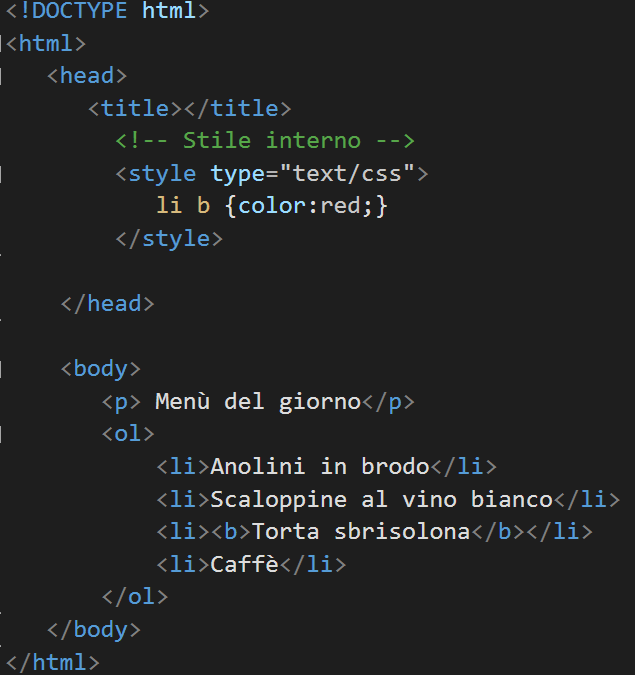 <!DOCTYPE html>
<html>
<head>
<title></title>
<!-- Stile interno -->
<style type="text/css">
li b {color:red;}
</style>
</head>
<body>
<p> Menù del giorno</p>
<ol>
<li>Anolini in brodo</li>
<li>Scaloppine al vino bianco</li>
<li><b>Torta sbrisolona</b></li>
<li>Caffè</li>
</ol>
</body>
</html>